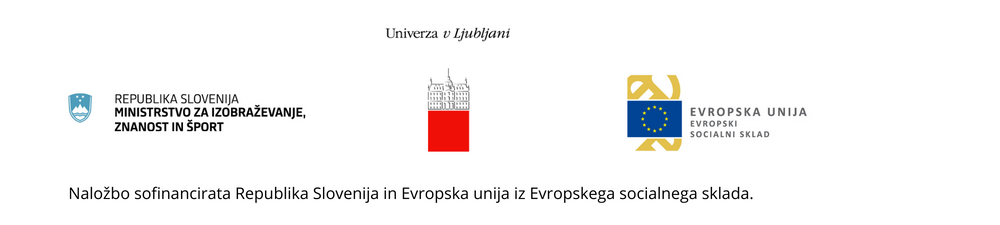 Univerza v Ljubljani
REPUBLIKA SLOVENIJA
MINISTRSTVO ZA IZOBRAŽEVANJE,
ZNANOST IN ŠPORT
EVROPSKA UNIJA
EVROPSKI
SOCIALNI SKLAD
Naložbo sofinancirata Republika Slovenija in Evropska unija iz Evropskega socialnega sklada.